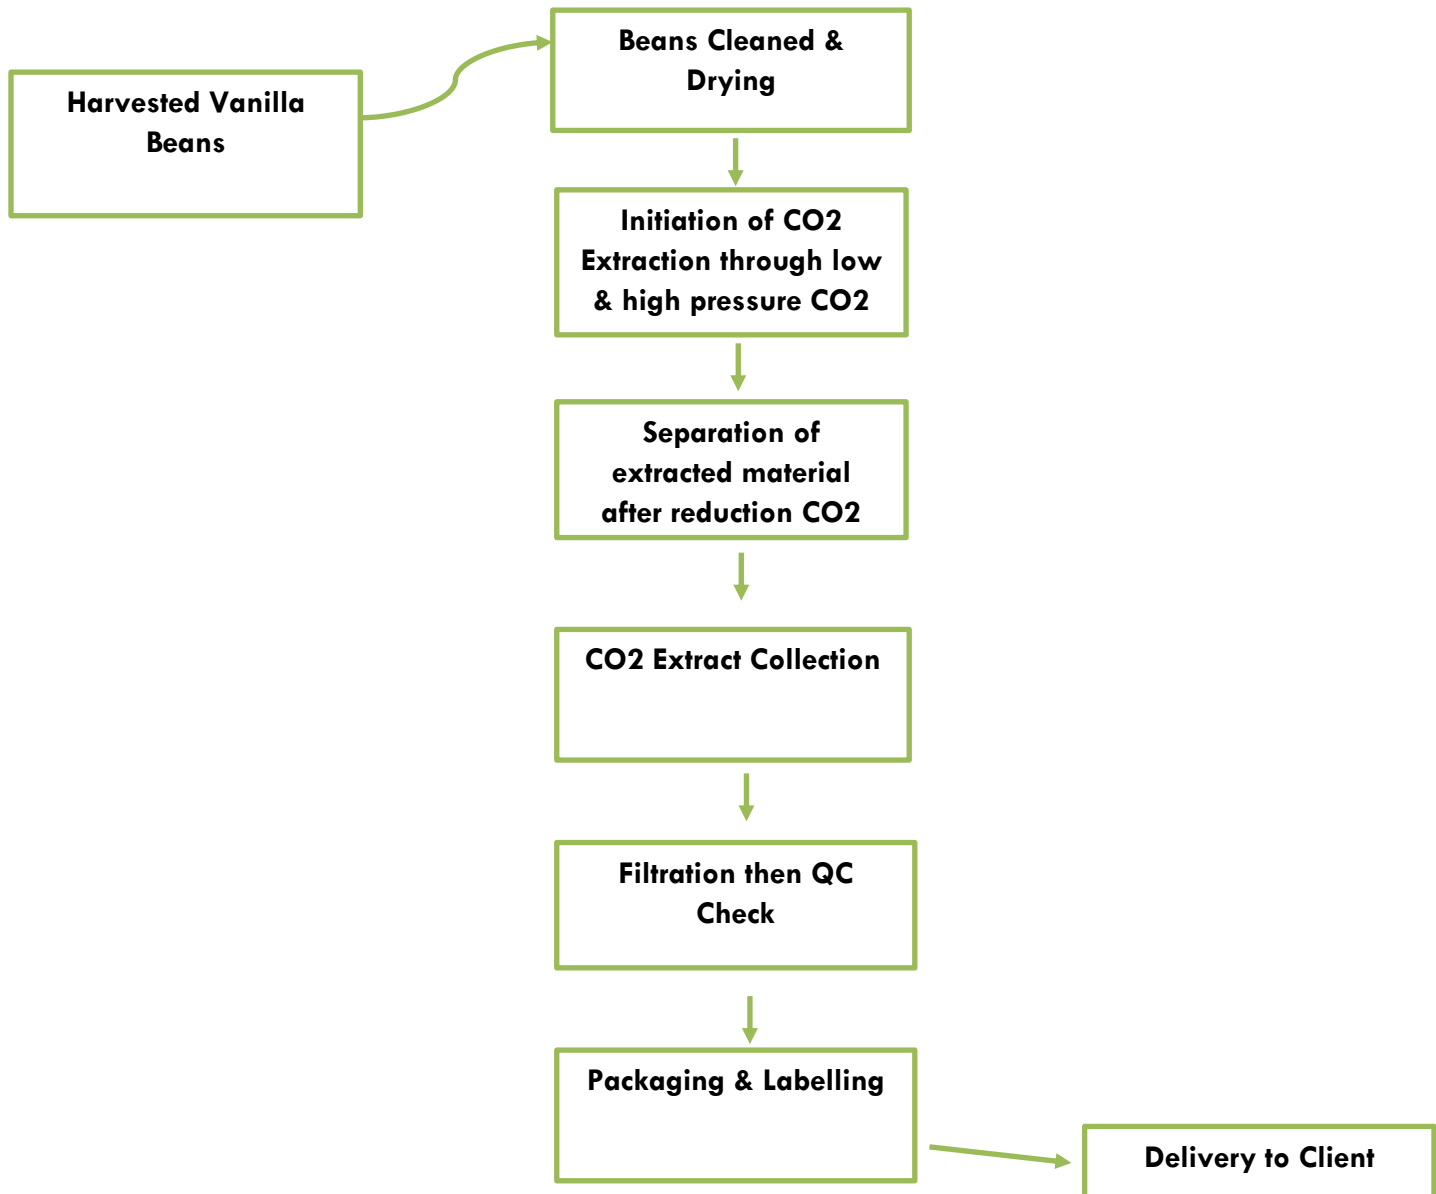 Harvested Vanilla
Beans
Beans Cleaned &
Drying
Initiation of CO2
Extraction through low
& high pressure CO2
Separation of
extracted material
after reduction CO2
CO2 Extract Collection
Filtration then QC
Check
Packaging & Labelling
Delivery to Client